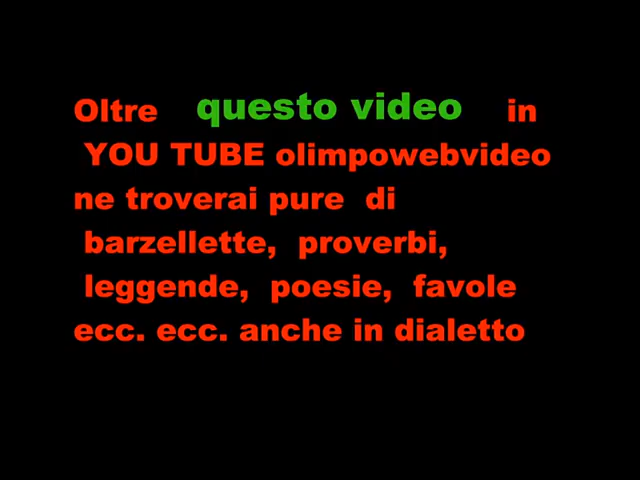 Oltre questo video in
YOU TUBE olimpowebvideo
ne troverai pure di
barzellette, proverbi,
leggende, poesie, favole
ecc. ecc. anche in dialetto